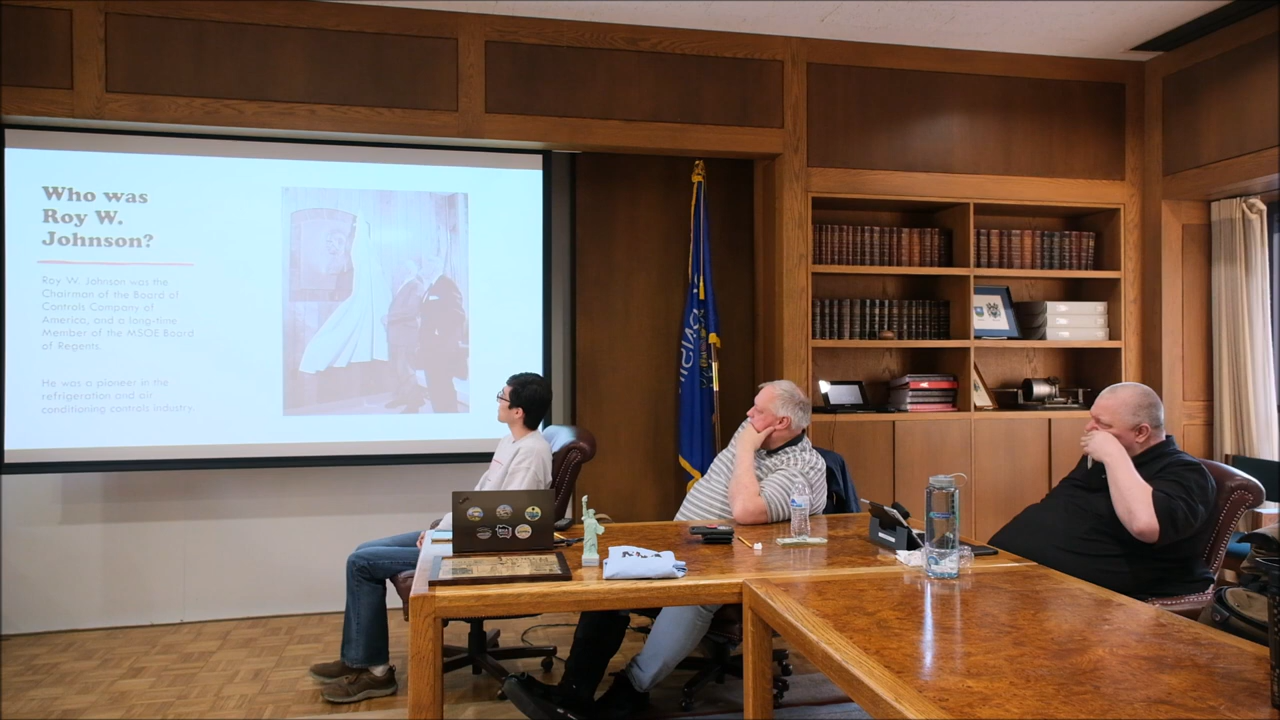 Who was
Roy W.
Johnson?
Roy W. Johnson was the
Chairman of the Board of
Controls Company of
America, and a long-time
Member of the MSOE Board
of Regents.
He was a pioneer in the
refrigeration and air
conditioning controls industry.